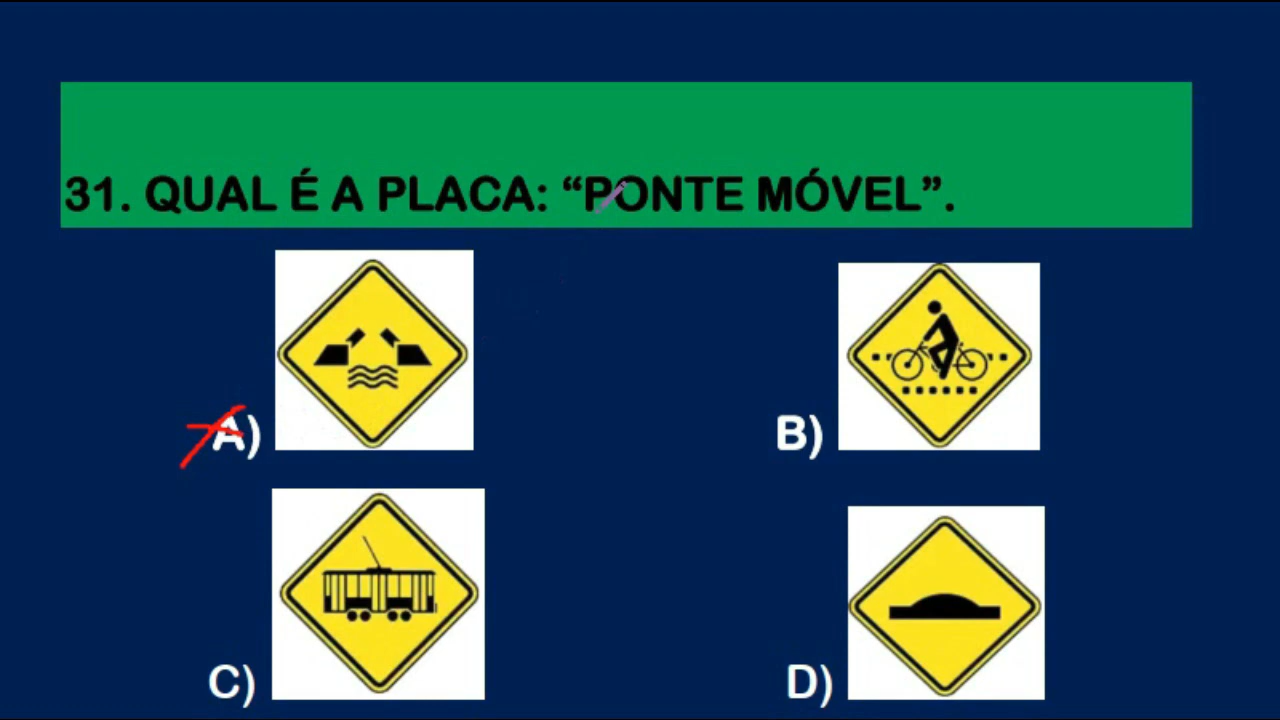 31. QUAL É A PLACA: “PONTE MÓVEL”.
A)
B)
C)
D)